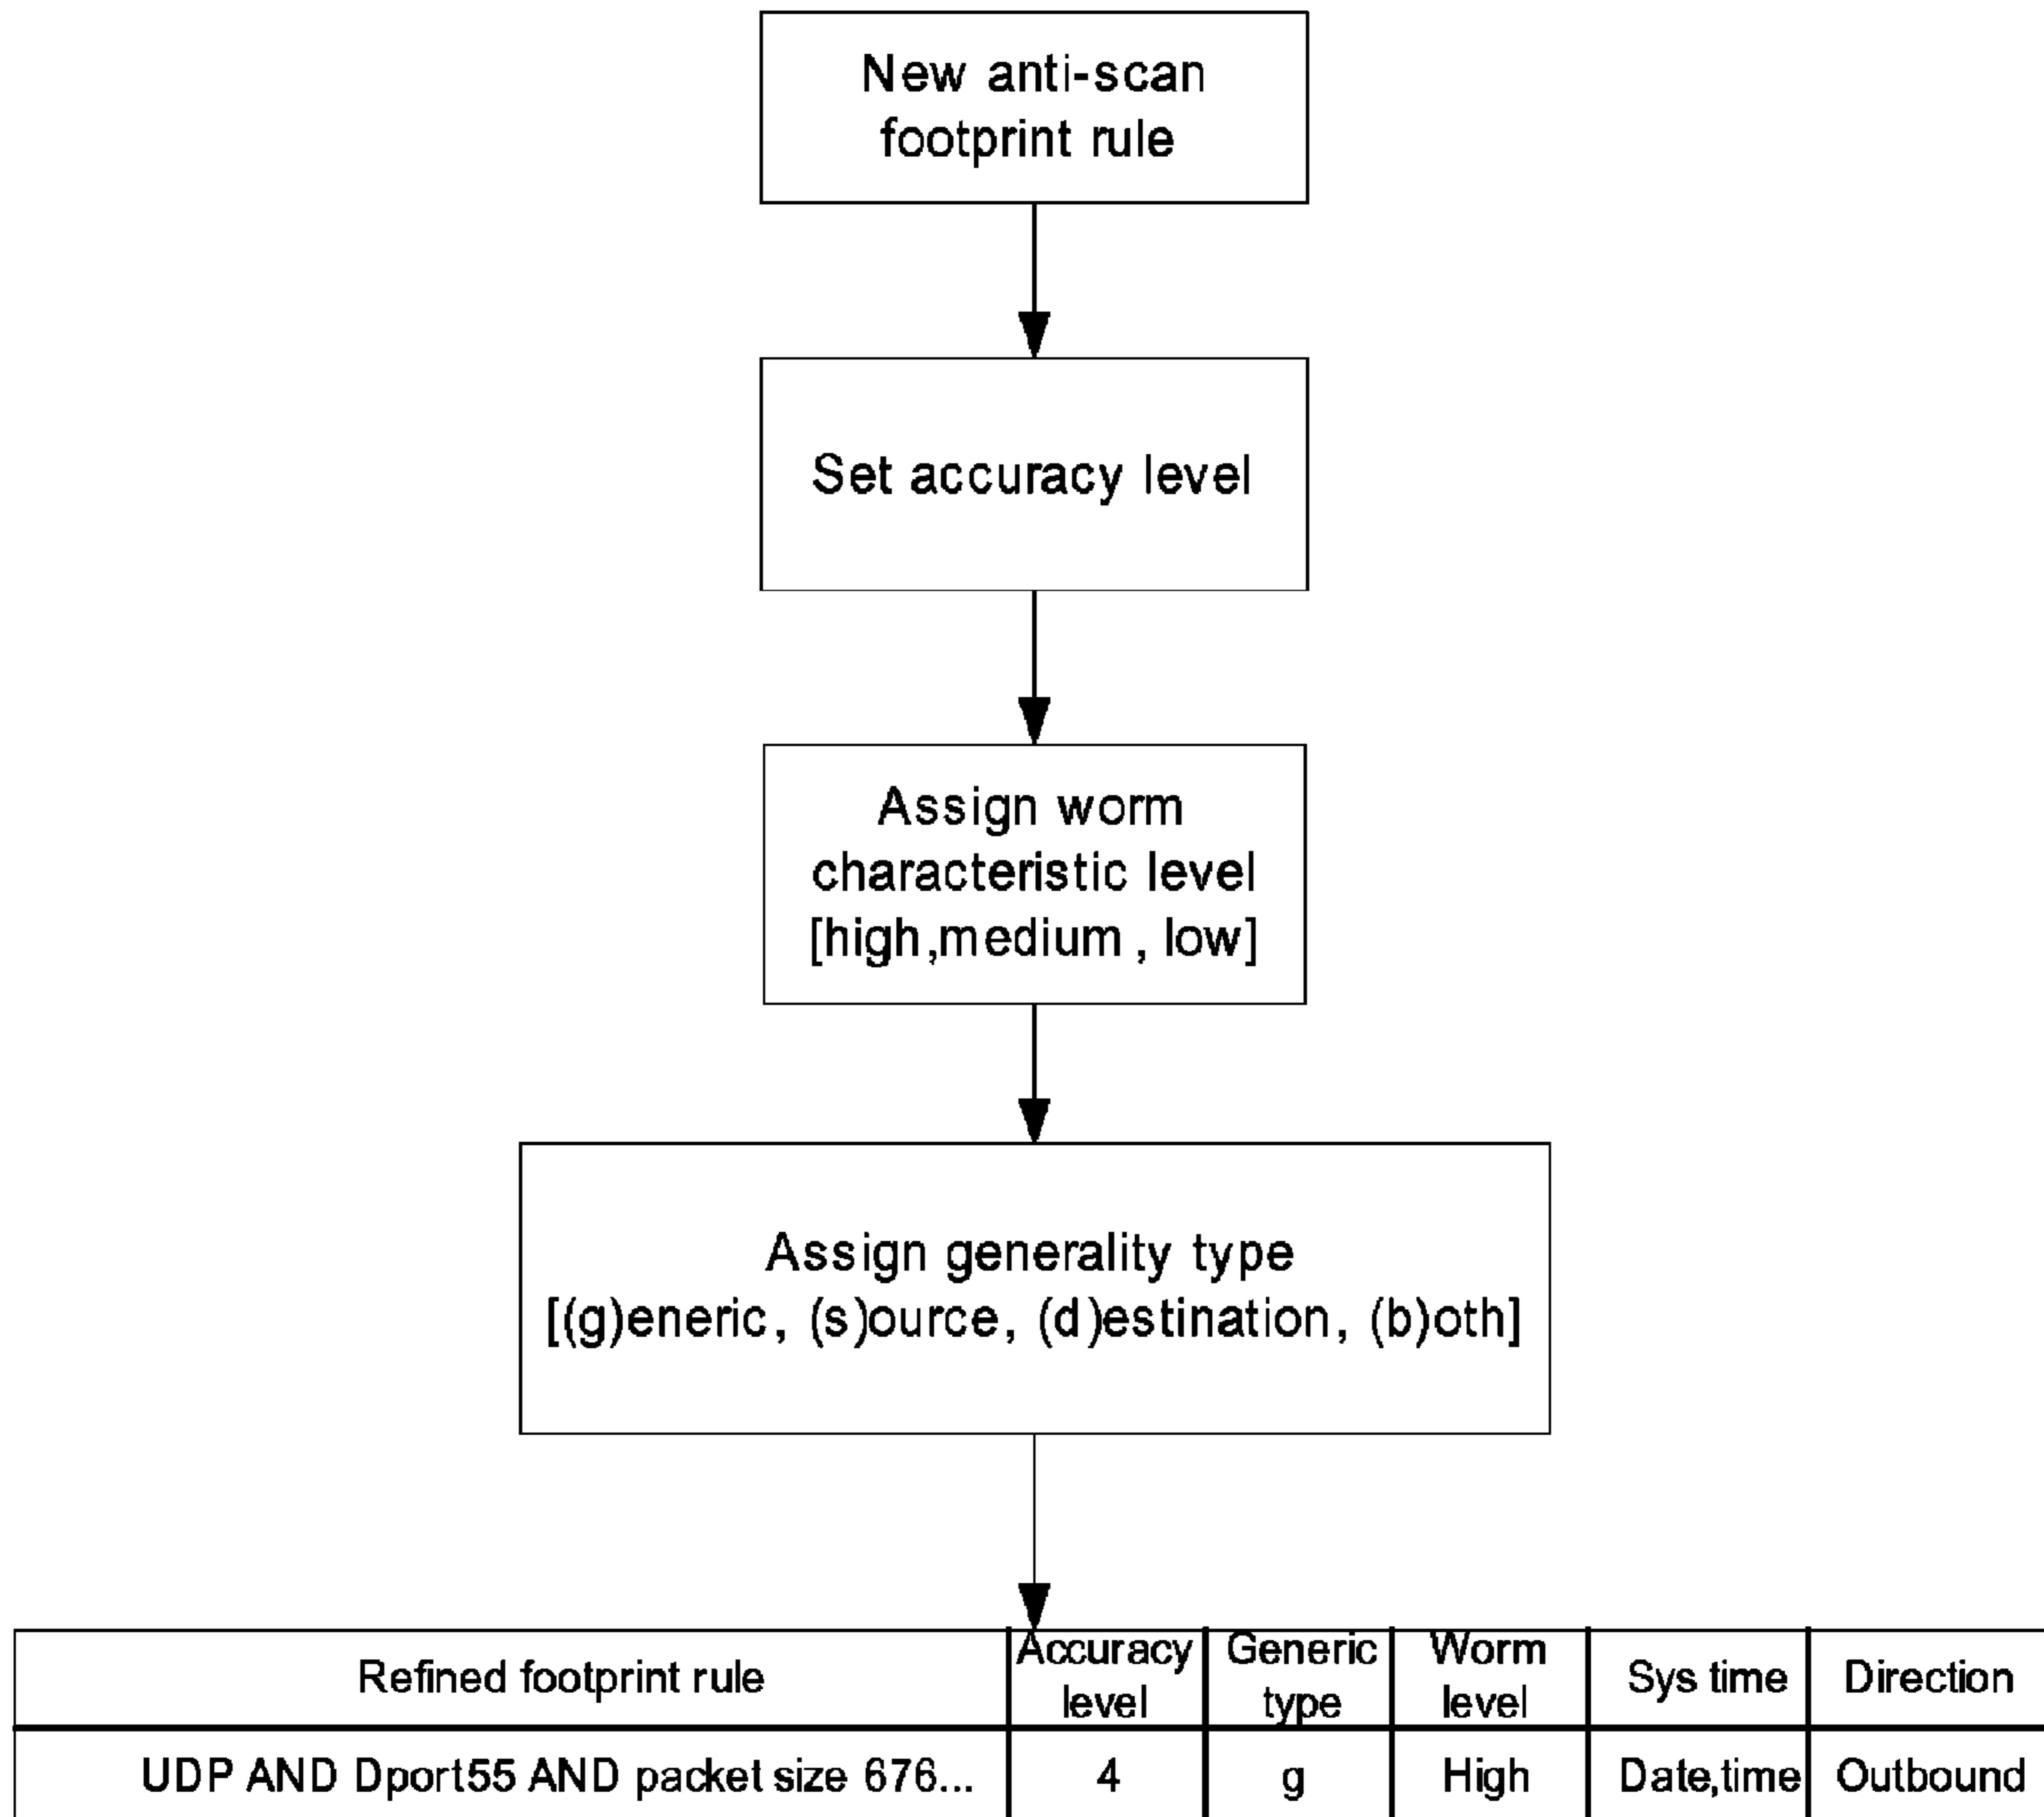 New anti-scan
footprint rule
Set accuracy level
Assign worm
characteristic level
[high,medium, low]
Assign generality type
[(g)eneric, (s)ource, (d)estination, (b)oth]
Refined footprint rule
Accuracy
level
Generic
type
Worm
level
Sys time
Direction
UDP AND Dport55 AND packet size 676...
4
g
High
Date,time
Outbound